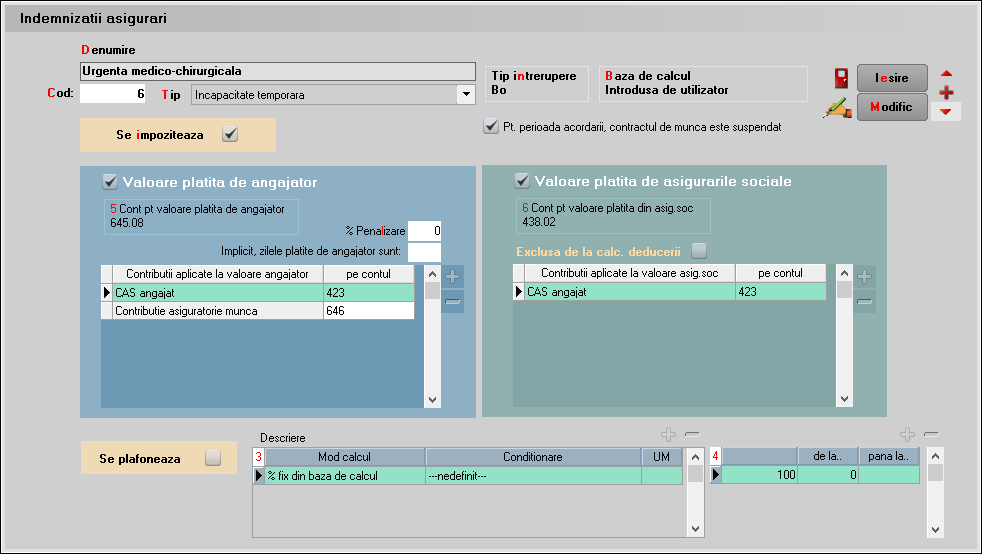 Indemnizatii asigurari
Denumire
Urgenta medico-chirurgicala
Cod: 6 Tip Incapacitate temporara
Tip intrerupere
Bo
Baza de calcul
Introdusa de utilizator
Iesire
Modific
Se impoziteaza
Pt. perioada acordarii, contractul de munca este suspendat
Valoare platita de angajator
5 Cont pt valoare platita de angajator
645.08
% Penalizare 0
Implicit, zilele platite de angajator sunt:
Contributii aplicate la valoare angajator pe contul
CAS angajat 423
Contributie asiguratorie munca 646
Valoare platita de asigurarile sociale
6 Cont pt valoare platita din asig.soc
438.02
Exclusa de la calc. deducerii
Contributii aplicate la valoare asig.soc pe contul
CAS angajat 423
Se plafoneaza
Descriere
3 Mod calcul Conditionare UM
% fix din baza de calcul ---nedefinit---
4 de la.. pana la..
100 0